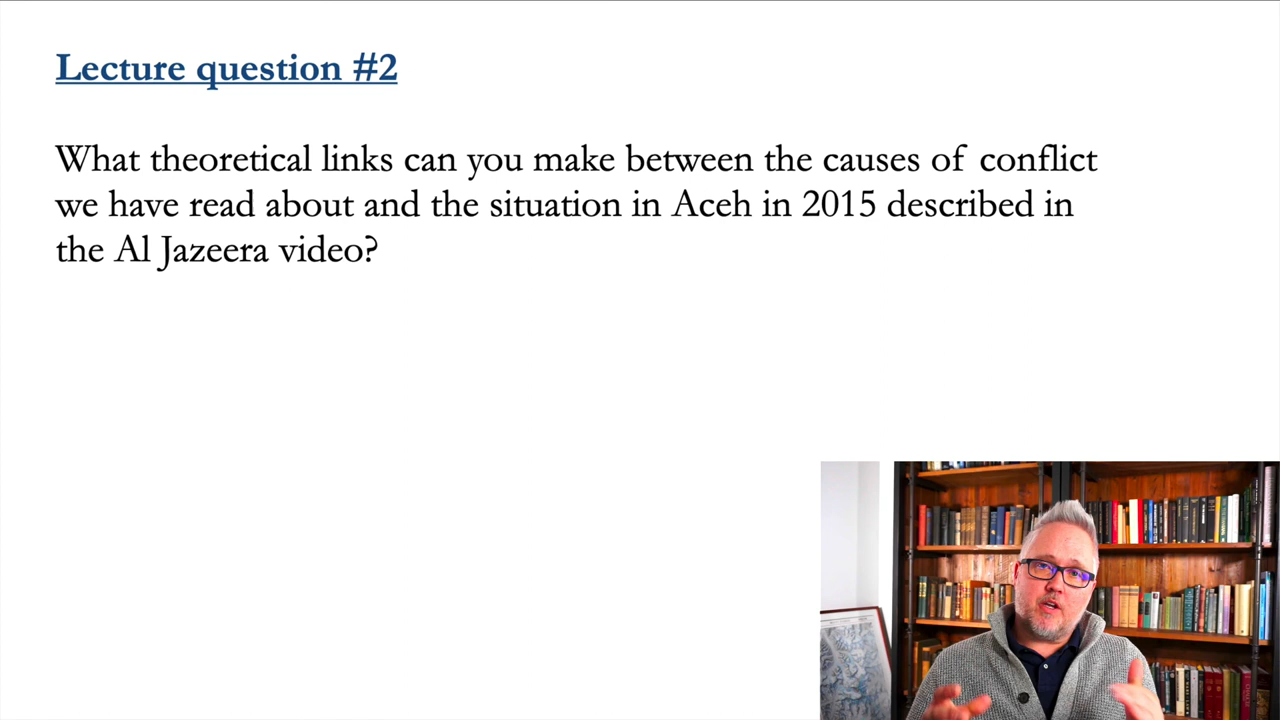 Lecture question #2
What theoretical links can you make between the causes of conflict
we have read about and the situation in Aceh in 2015 described in
the Al Jazeera video?